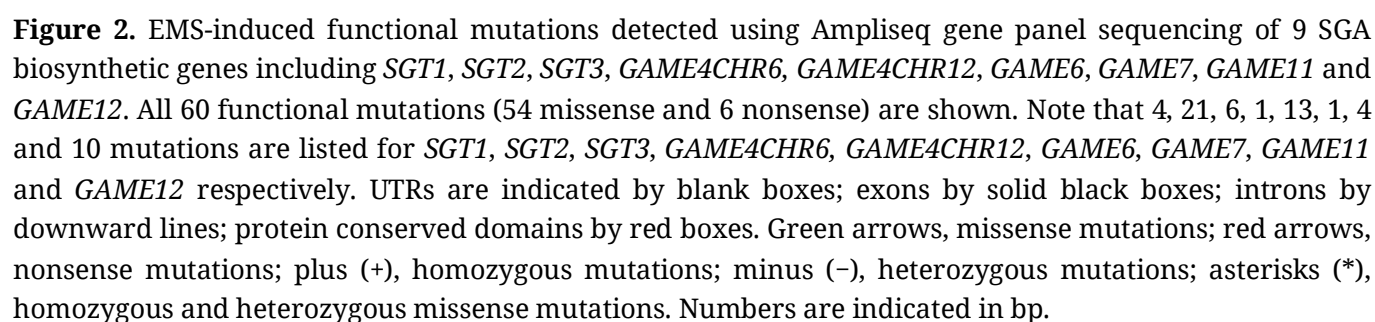 Figure 2. EMS-induced functional mutations detected using Ampliseq gene panel sequencing of 9 SGA
biosynthetic genes including SGT1, SGT2, SGT3, GAME4CHR6, GAME4CHR12, GAME6, GAME7, GAME11 and
GAME12. All 60 functional mutations (54 missense and 6 nonsense) are shown. Note that 4, 21, 6, 1, 13, 1, 4
and 10 mutations are listed for SGT1, SGT2, SGT3, GAME4CHR6, GAME4CHR12, GAME6, GAME7, GAME11
and GAME12 respectively. UTRs are indicated by blank boxes; exons by solid black boxes; introns by
downward lines; protein conserved domains by red boxes. Green arrows, missense mutations; red arrows,
nonsense mutations; plus (+), homozygous mutations; minus (−), heterozygous mutations; asterisks (*),
homozygous and heterozygous missense mutations. Numbers are indicated in bp.